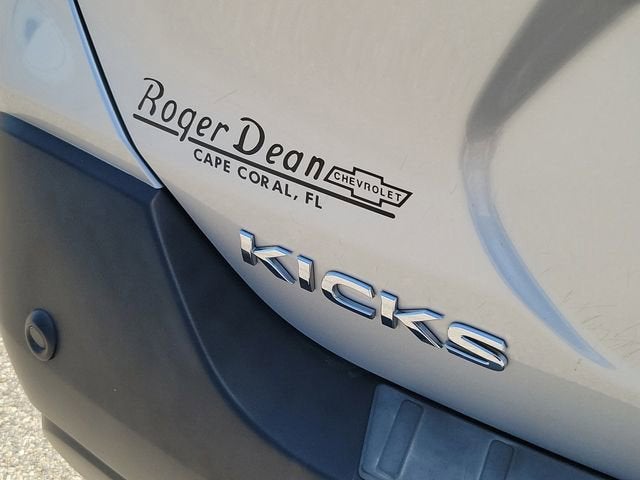 Roger Dean
CHEVROLET
CAPE CORAL, FL
KICKS